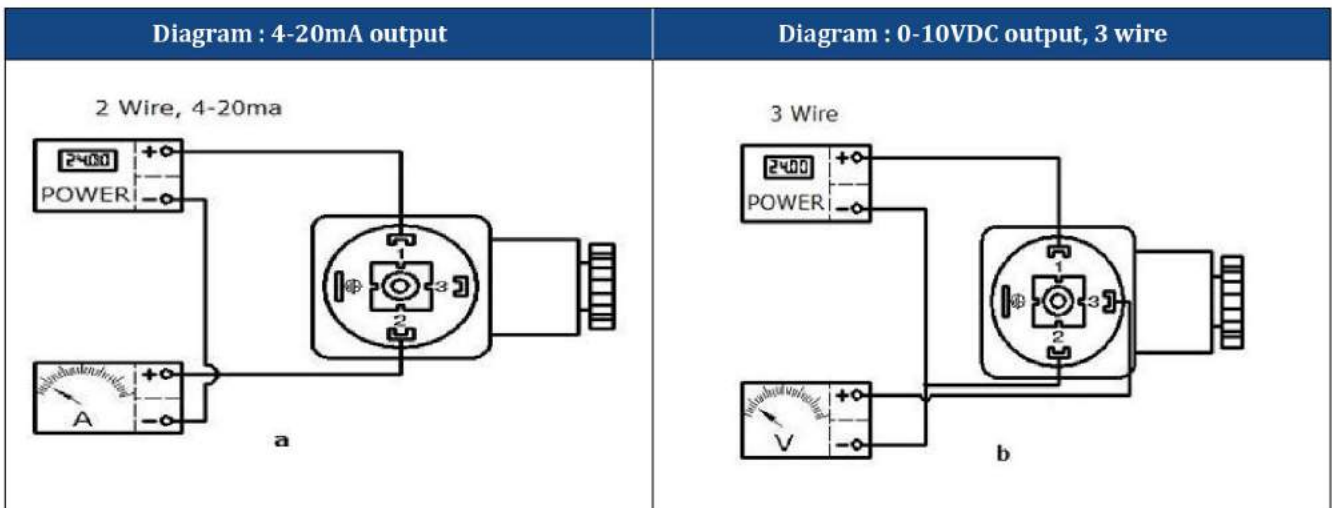 Diagram : 4-20mA output
Diagram : 0-10VDC output, 3 wire
2 Wire, 4-20ma
24.00
+
POWER
-
1
3
2
+
A
-
a
3 Wire
24.00
+
POWER
-
1
3
2
+
V
-
b